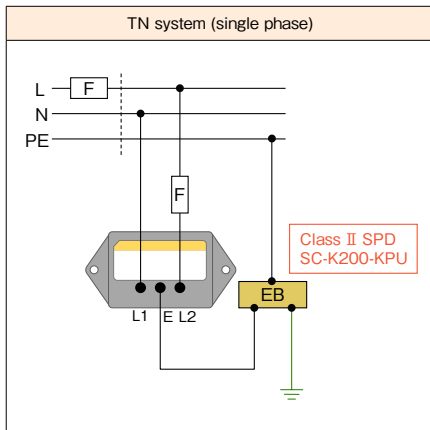 TN system (single phase)
L
F
N
PE
F
Class Ⅱ SPD
SC-K200-KPU
EB
L1 E L2